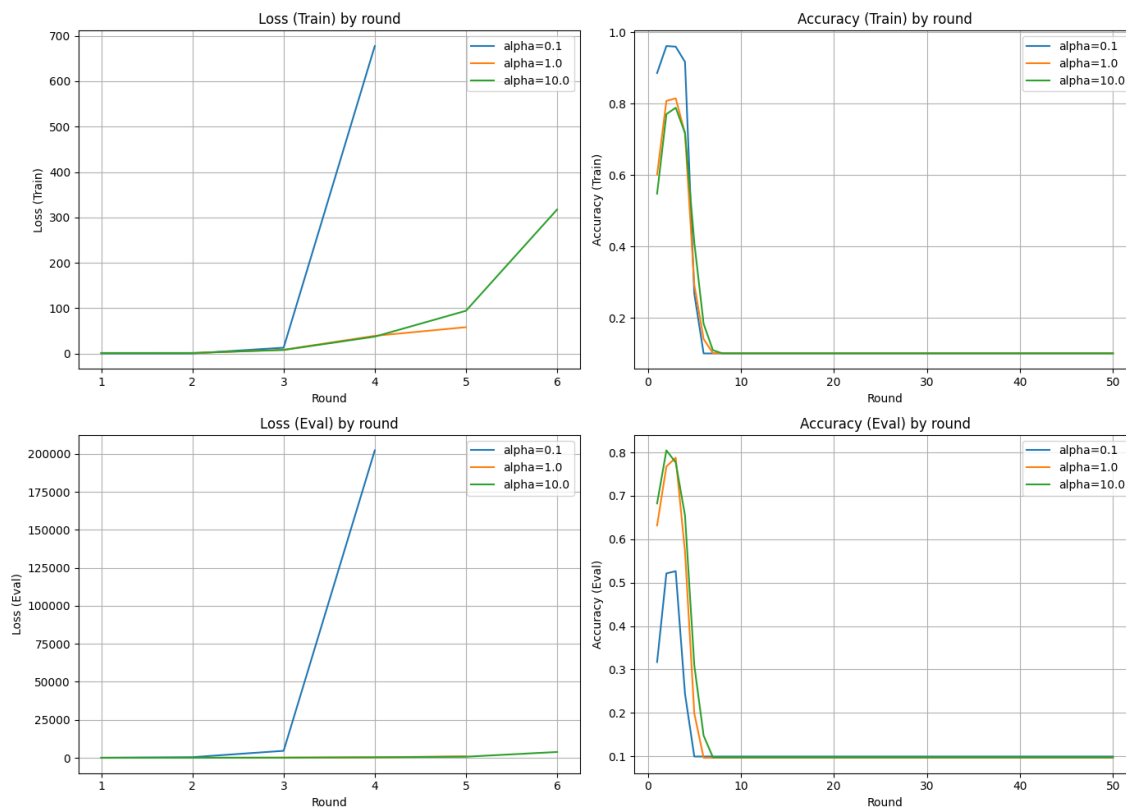 Loss (Train) by round
700
600
500
400
300
200
100
0
Loss (Train)
alpha=0.1
alpha=1.0
alpha=10.0
1 2 3 4 5 6
Round
Accuracy (Train) by round
1.0
0.8
0.6
0.4
0.2
Accuracy (Train)
alpha=0.1
alpha=1.0
alpha=10.0
0 10 20 30 40 50
Round
Loss (Eval) by round
200000
175000
150000
125000
100000
75000
50000
25000
0
Loss (Eval)
alpha=0.1
alpha=1.0
alpha=10.0
1 2 3 4 5 6
Round
Accuracy (Eval) by round
0.8
0.7
0.6
0.5
0.4
0.3
0.2
0.1
Accuracy (Eval)
alpha=0.1
alpha=1.0
alpha=10.0
0 10 20 30 40 50
Round